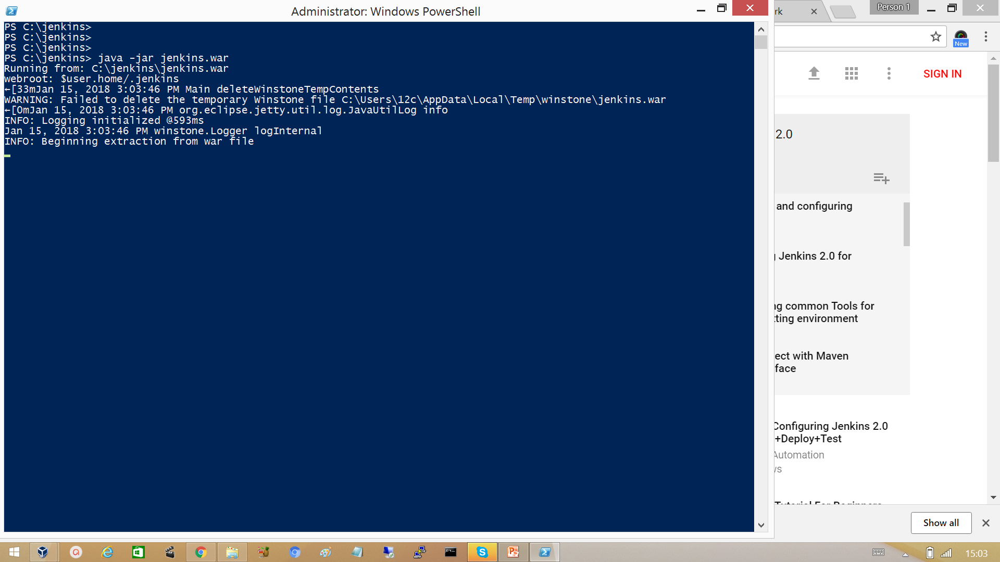 Administrator: Windows PowerShell
PS C:\jenkins>
PS C:\jenkins>
PS C:\jenkins>
PS C:\jenkins> java -jar jenkins.war
Running from: C:\jenkins\jenkins.war
webroot: $user.home/.jenkins
←[33mJan 15, 2018 3:03:46 PM Main deleteWinstoneTempContents
WARNING: Failed to delete the temporary Winstone file C:\Users\12c\AppData\Local\Temp\winstone\jenkins.war
←[0mJan 15, 2018 3:03:46 PM org.eclipse.jetty.util.log.JavaUtilLog info
INFO: Logging initialized @593ms
Jan 15, 2018 3:03:46 PM winstone.Logger logInternal
INFO: Beginning extraction from war file
rk
Person 1
New
SIGN IN
2.0
and configuring
Jenkins 2.0 for
ng common Tools for
ting environment
ect with Maven
face
Configuring Jenkins 2.0
+Deploy+Test
Automation
ws
Tutorial For Beginners
Show all
15:03